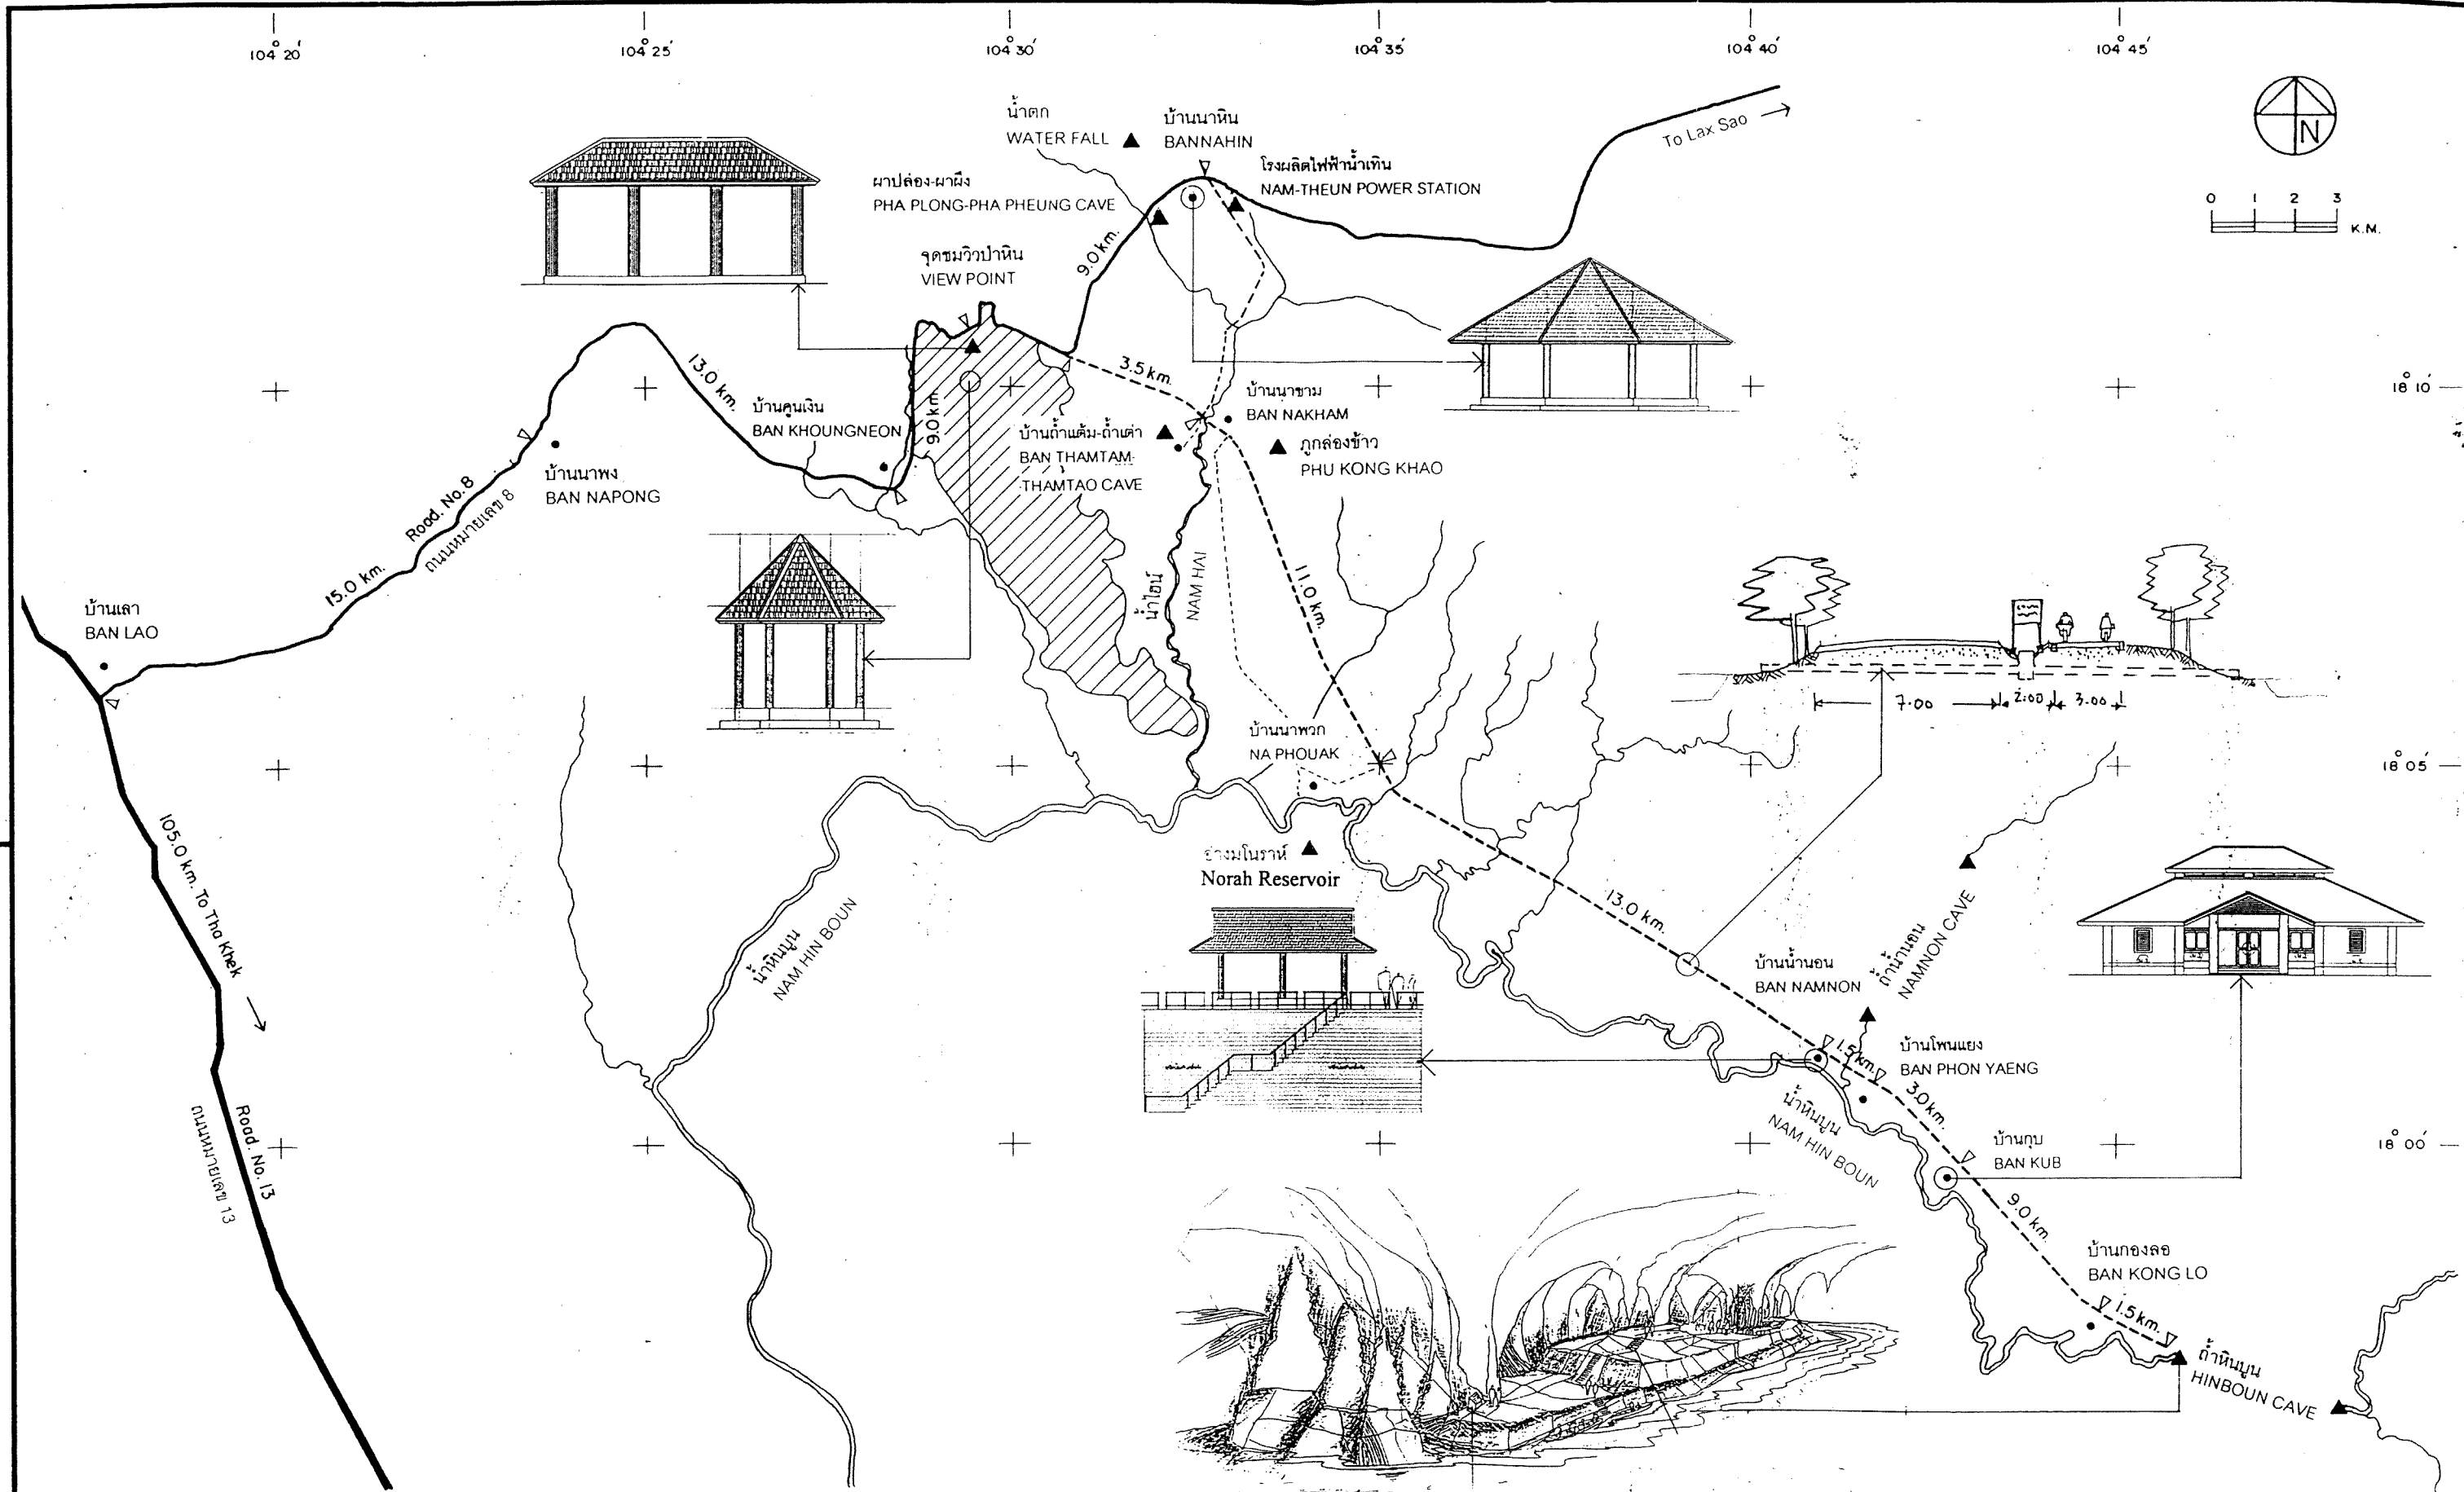 104° 20′
104° 25′
104° 30′
104° 35′
104° 40′
104° 45′
N
0 1 2 3
K.M.
น้ำตก
WATER FALL
บ้านนาหิน
BANNAHIN
To Lax Sao
โรงผลิตไฟฟ้าน้ำเทิน
NAM-THEUN POWER STATION
ผาปล่อง-ผาผึง
PHA PLONG-PHA PHEUNG CAVE
จุดชมวิวป่าหิน
VIEW POINT
9.0 km.
13.0 km.
3.5 km.
9.0 km.
บ้านคูนเงิน
BAN KHOUNGNEON
บ้านนาขาม
BAN NAKHAM
18° 10′
บ้านถ้ำแต้ม-ถ้ำเต่า
BAN THAMTAM-
-THAMTAO CAVE
ภูกล่องข้าว
PHU KONG KHAO
บ้านนาพง
BAN NAPONG
Road. No. 8
ถนนหมายเลข 8
15.0 km.
บ้านเลา
BAN LAO
น้ำไฮน์
NAM HAI
11.0 km.
7.00 2.00 3.00
บ้านนาพวก
NA PHOUAK
18° 05′
105.0 km. To Tha Khek
น้ำหินบูน
NAM HIN BOUN
อ่างมโนราห์
Norah Reservoir
13.0 km.
ถ้ำน้ำนอน
NAMNON CAVE
บ้านน้ำนอน
BAN NAMNON
1.5 km.
บ้านโพนแยง
BAN PHON YAENG
3.0 km.
น้ำหินบูน
NAM HIN BOUN
บ้านกุบ
BAN KUB
18° 00′
Road. No. 13
ถนนหมายเลข 13
9.0 km.
บ้านกองลอ
BAN KONG LO
1.5 km.
ถ้ำหินบูน
HINBOUN CAVE